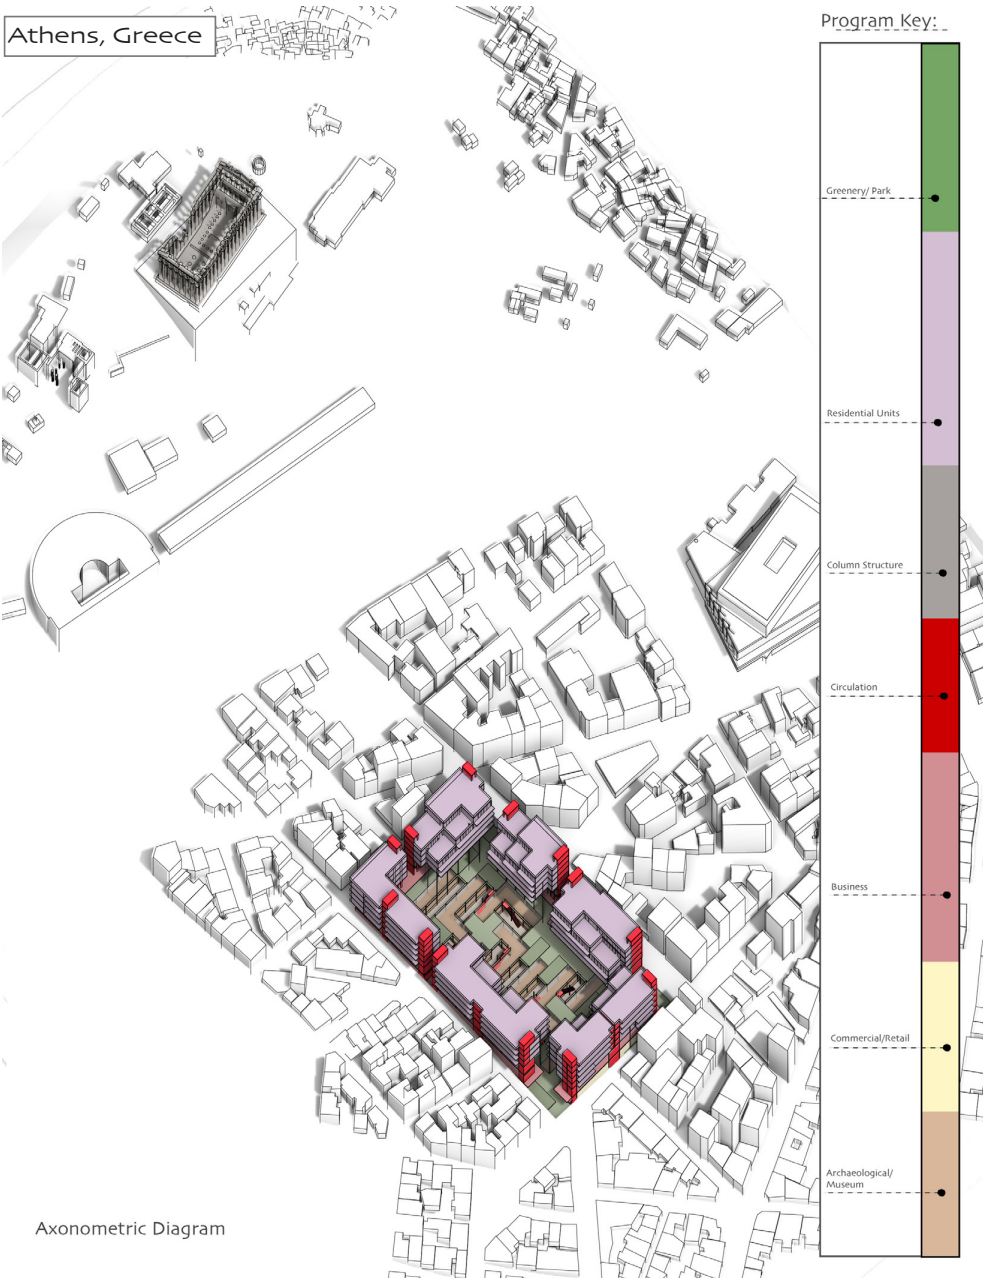 Athens, Greece
Program Key:
Greenery/ Park
Residential Units
Column Structure
Circulation
Business
Commercial/Retail
Archaeological/
Museum
Axonometric Diagram